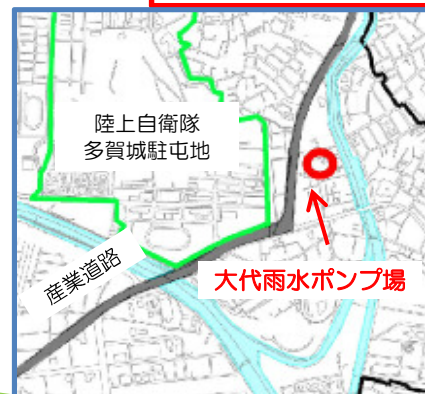 陸上自衛隊
多賀城駐屯地
産業道路
大代雨水ポンプ場